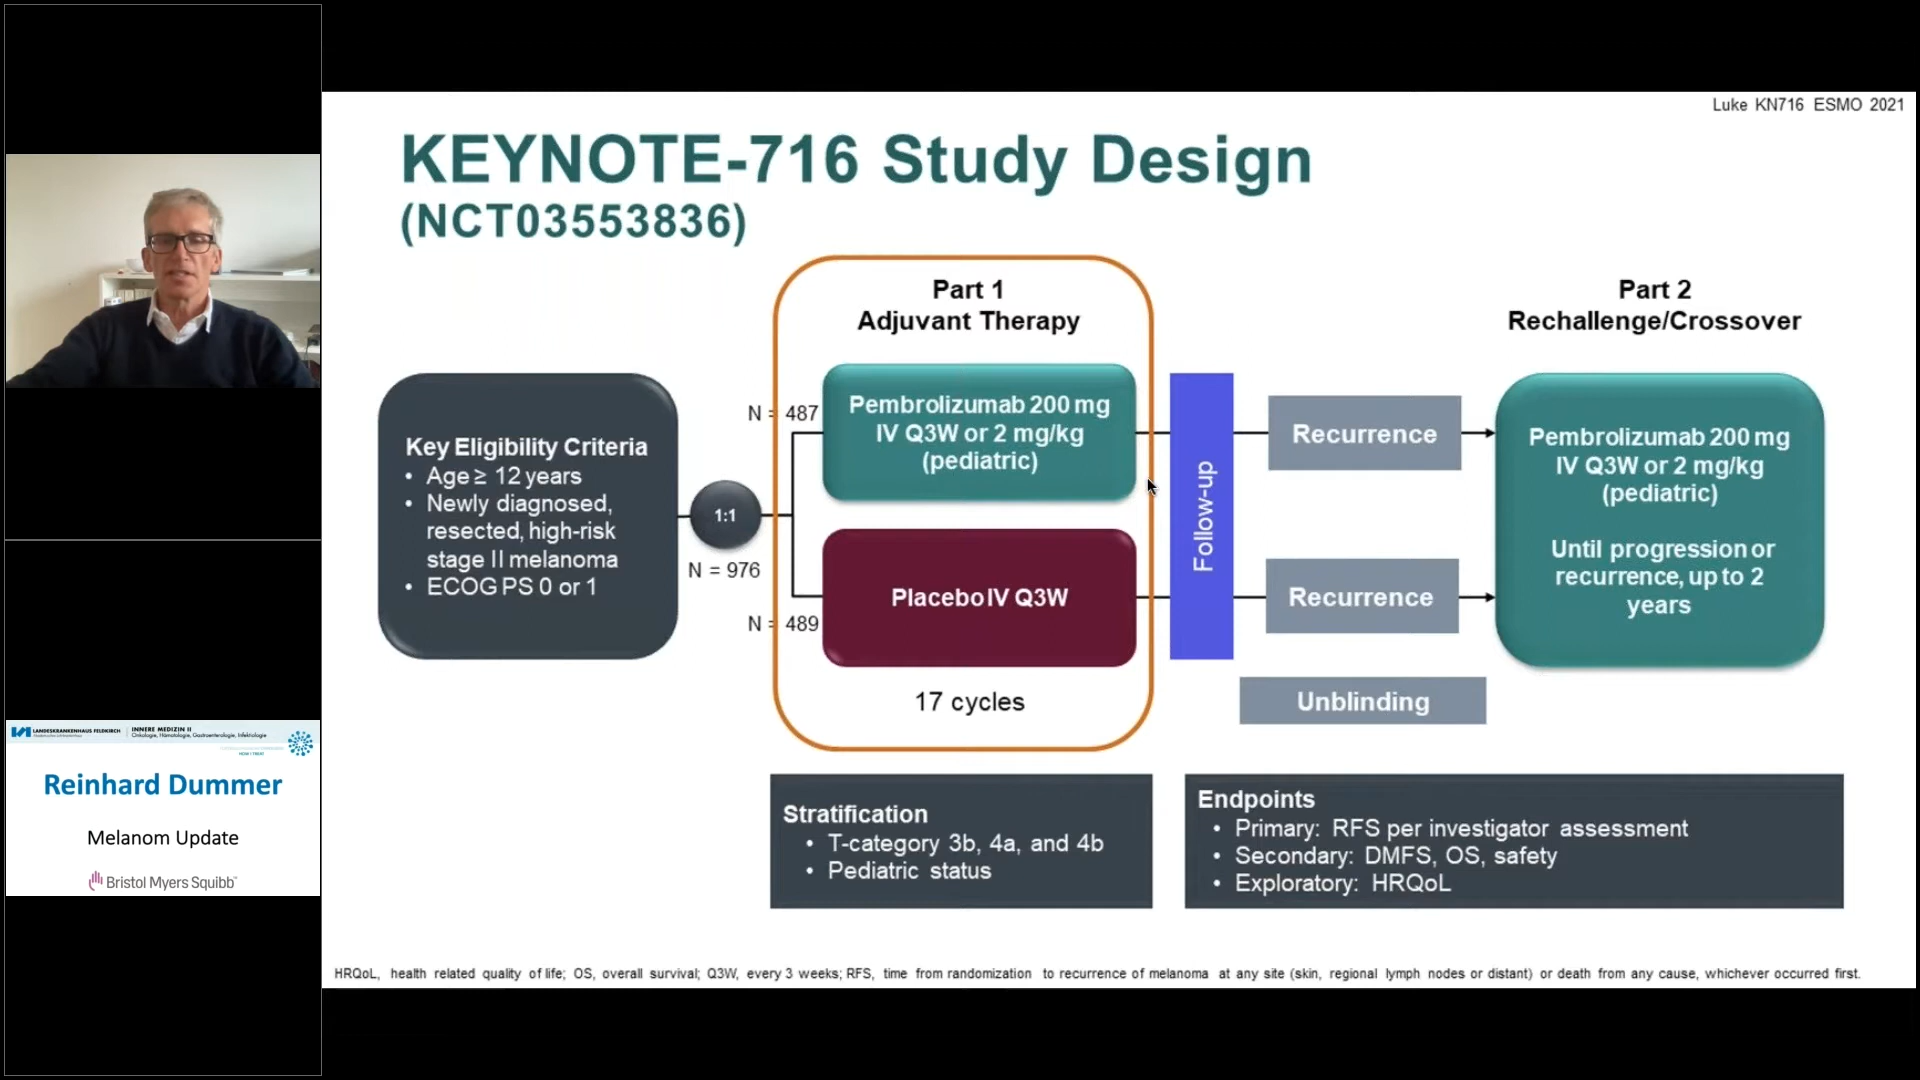 Luke KN716 ESMO 2021
KEYNOTE-716 Study Design
(NCT03553836)
Part 1
Adjuvant Therapy
Part 2
Rechallenge/Crossover
Key Eligibility Criteria
• Age ≥ 12 years
• Newly diagnosed,
resected, high-risk
stage II melanoma
• ECOG PS 0 or 1
1:1
N = 976
N = 487
N = 489
Pembrolizumab 200 mg
IV Q3W or 2 mg/kg
(pediatric)
Placebo IV Q3W
17 cycles
Follow-up
Recurrence
Recurrence
Unblinding
Pembrolizumab 200 mg
IV Q3W or 2 mg/kg
(pediatric)
Until progression or
recurrence, up to 2
years
Stratification
• T-category 3b, 4a, and 4b
• Pediatric status
Endpoints
• Primary: RFS per investigator assessment
• Secondary: DMFS, OS, safety
• Exploratory: HRQoL
HRQoL, health related quality of life; OS, overall survival; Q3W, every 3 weeks; RFS, time from randomization to recurrence of melanoma at any site (skin, regional lymph nodes or distant) or death from any cause, whichever occurred first.
LANDESKRANKENHAUS FELDKIRCH
INNERE MEDIZIN II
Onkologie, Hämatologie, Gastroenterologie, Infektiologie
HOW I TREAT
Reinhard Dummer
Melanom Update
Bristol Myers Squibb™